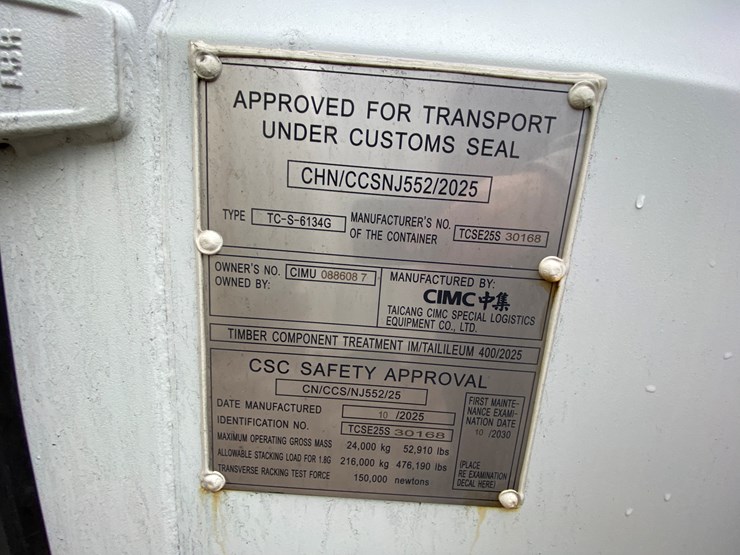 APPROVED FOR TRANSPORT
UNDER CUSTOMS SEAL
CHN/CCSNJ552/2025
TYPE TC-S-6134G MANUFACTURER'S NO. OF THE CONTAINER TCSE25S 30168
OWNER'S NO. CIMU 088608 7
OWNED BY:
MANUFACTURED BY:
CIMC中集
TAICANG CIMC SPECIAL LOGISTICS
EQUIPMENT CO., LTD.
TIMBER COMPONENT TREATMENT IM/TAILILEUM 400/2025
CSC SAFETY APPROVAL
CN/CCS/NJ552/25
DATE MANUFACTURED 10 /2025
IDENTIFICATION NO. TCSE25S 30168
MAXIMUM OPERATING GROSS MASS 24,000 kg 52,910 lbs
ALLOWABLE STACKING LOAD FOR 1.8G 216,000 kg 476,190 lbs
TRANSVERSE RACKING TEST FORCE 150,000 newtons
FIRST MAINTE-
NANCE EXAMI-
NATION DATE
10 /2030
(PLACE
RE EXAMINATION
DECAL HERE)